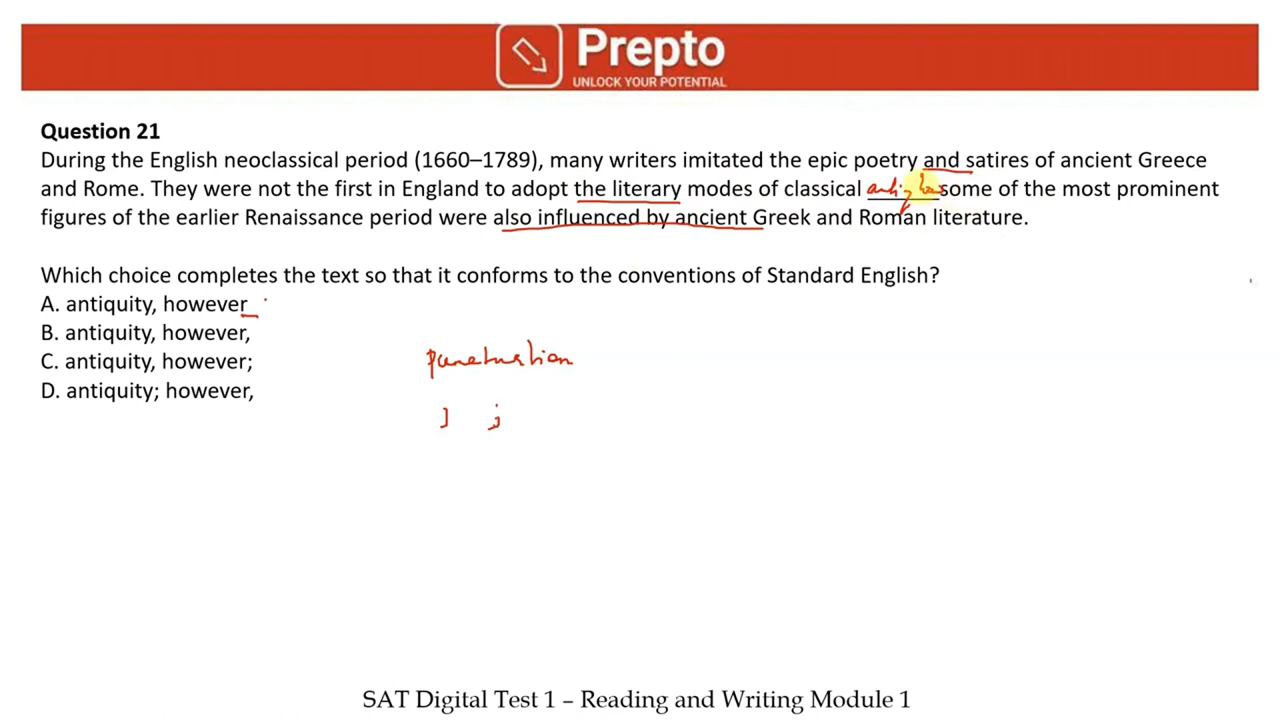 Prepto
UNLOCK YOUR POTENTIAL
Question 21
During the English neoclassical period (1660–1789), many writers imitated the epic poetry and satires of ancient Greece
and Rome. They were not the first in England to adopt the literary modes of classical some of the most prominent
figures of the earlier Renaissance period were also influenced by ancient Greek and Roman literature.
Which choice completes the text so that it conforms to the conventions of Standard English?
A. antiquity, however
B. antiquity, however,
C. antiquity, however;
D. antiquity; however,
punctuation
, ;
SAT Digital Test 1 – Reading and Writing Module 1